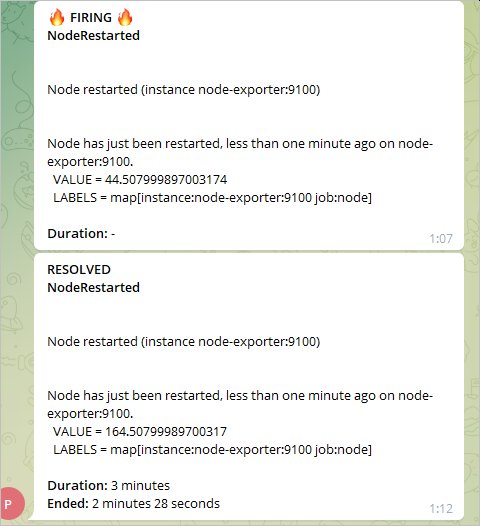 🔥 FIRING 🔥
NodeRestarted
Node restarted (instance node-exporter:9100)
Node has just been restarted, less than one minute ago on node-
exporter:9100.
VALUE = 44.507999897003174
LABELS = map[instance:node-exporter:9100 job:node]
Duration: -
1:07
RESOLVED
NodeRestarted
Node restarted (instance node-exporter:9100)
Node has just been restarted, less than one minute ago on node-
exporter:9100.
VALUE = 164.50799989700317
LABELS = map[instance:node-exporter:9100 job:node]
Duration: 3 minutes
Ended: 2 minutes 28 seconds
P
1:12